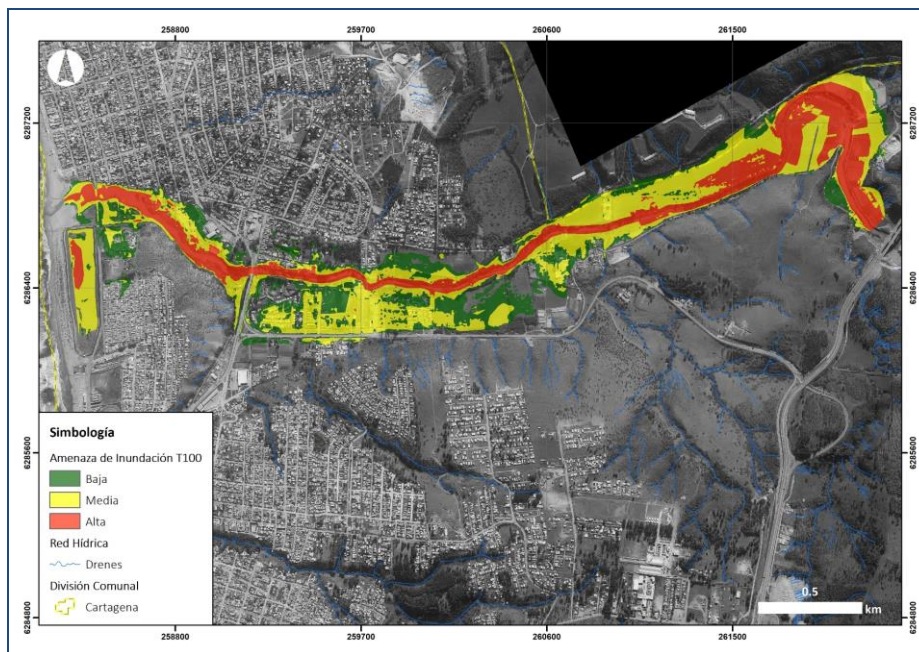 258800 259700 260600 261500
6287200 6287200
6286400 6286400
Simbología
Amenaza de Inundación T100
Baja
Media
Alta
Red Hídrica
Drenes
División Comunal
Cartagena
6285600 6285600
0.5
km
6284800 6284800
258800 259700 260600 261500